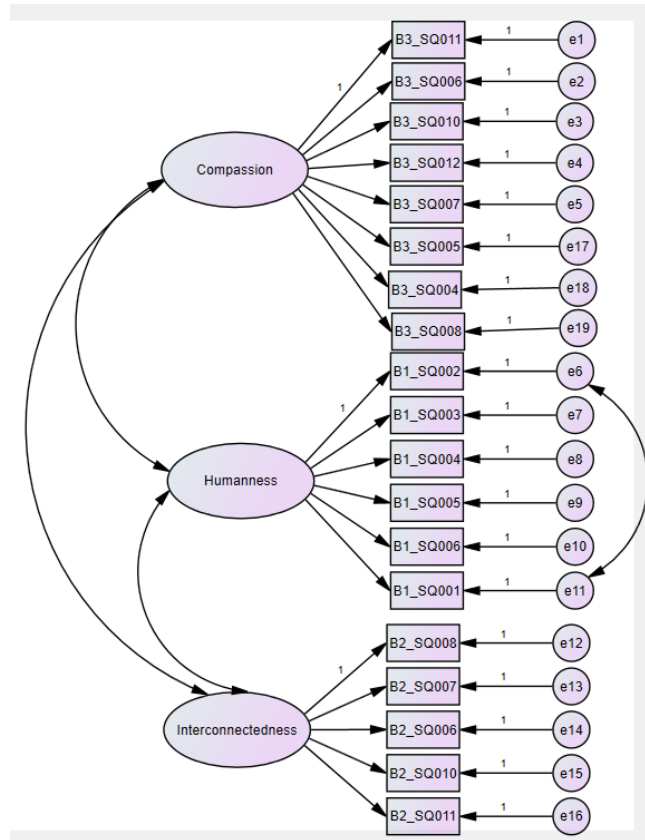 B3_SQ011 1 e1
1
B3_SQ006 1 e2
B3_SQ010 1 e3
Compassion
B3_SQ012 1 e4
B3_SQ007 1 e5
B3_SQ005 1 e17
B3_SQ004 1 e18
B3_SQ008 1 e19
B1_SQ002 1 e6
1
B1_SQ003 1 e7
B1_SQ004 1 e8
Humanness
B1_SQ005 1 e9
B1_SQ006 1 e10
B1_SQ001 1 e11
B2_SQ008 1 e12
1
B2_SQ007 1 e13
Interconnectedness
B2_SQ006 1 e14
B2_SQ010 1 e15
B2_SQ011 1 e16